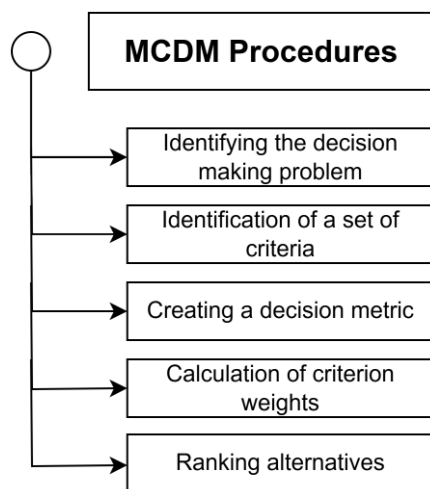 MCDM Procedures
Identifying the decision
making problem
Identification of a set of
criteria
Creating a decision metric
Calculation of criterion
weights
Ranking alternatives